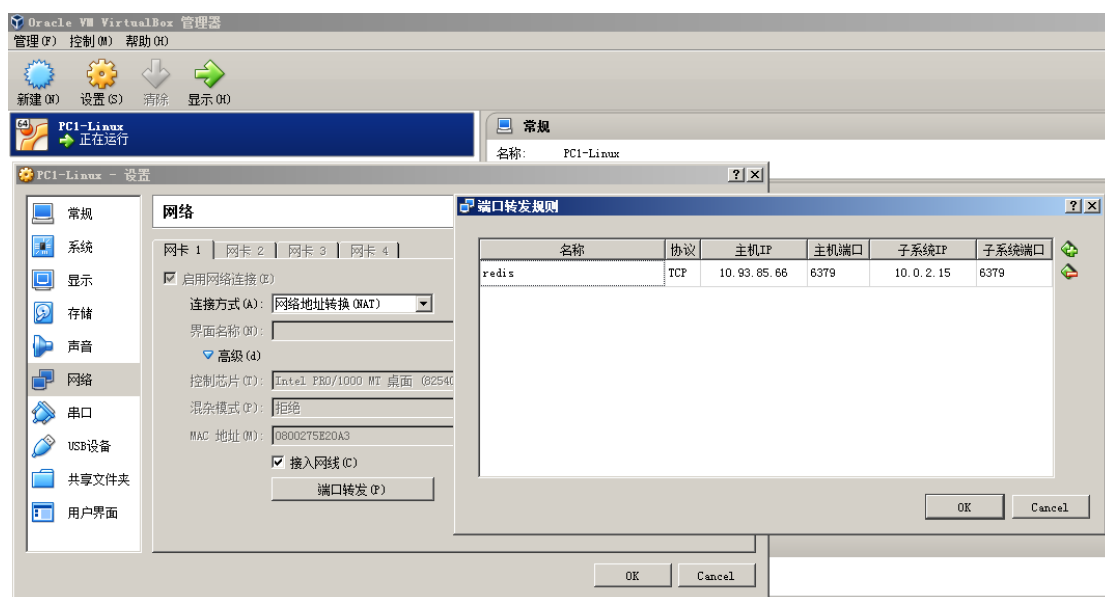 Oracle VM VirtualBox 管理器
管理(F) 控制(M) 帮助(H)
新建(N) 设置(S) 清除 显示(H)
64 PC1-Linux
正在运行
常规
名称: PC1-Linux
PC1-Linux - 设置
常规
系统
显示
存储
声音
网络
串口
USB设备
共享文件夹
用户界面
网络
网卡 1 网卡 2 网卡 3 网卡 4
启用网络连接(E)
连接方式(A): 网络地址转换(NAT)
界面名称(N):
高级(d)
控制芯片(T): Intel PRO/1000 MT 桌面 (8254
混杂模式(P): 拒绝
MAC 地址(M): 0800275E20A3
接入网线(C)
端口转发(P)
OK Cancel
端口转发规则
名称 协议 主机IP 主机端口 子系统IP 子系统端口
redis TCP 10.93.85.66 6379 10.0.2.15 6379
OK Cancel